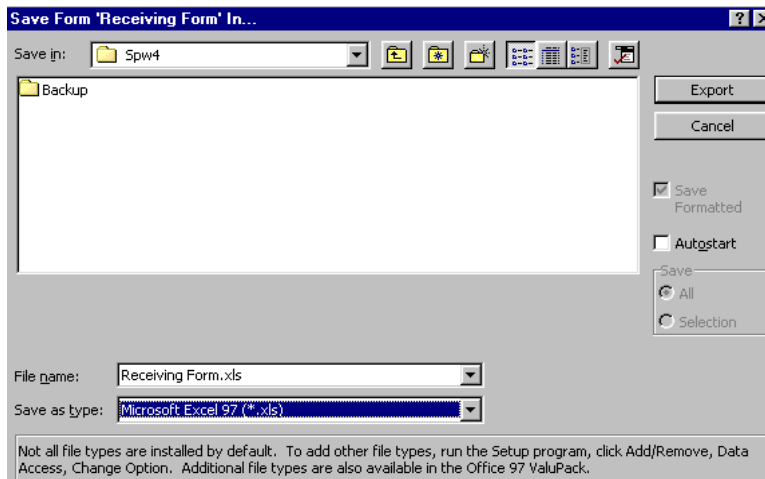 Save Form 'Receiving Form' In...
Save in:
Spw4
Backup
Export
Cancel
Save
Formatted
Autostart
Save
All
Selection
File name:
Receiving Form.xls
Save as type:
Microsoft Excel 97 (*.xls)
Not all file types are installed by default. To add other file types, run the Setup program, click Add/Remove, Data
Access, Change Option. Additional file types are also available in the Office 97 ValuPack.